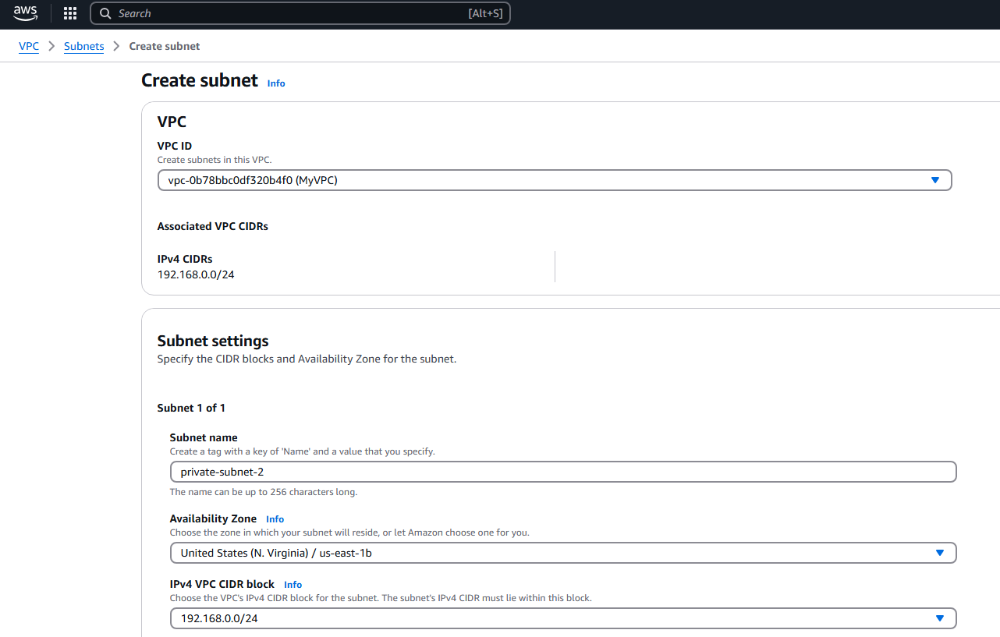 aws
Search [Alt+S]
VPC > Subnets > Create subnet
Create subnet Info
VPC
VPC ID
Create subnets in this VPC.
vpc-0b78bbc0df320b4f0 (MyVPC)
Associated VPC CIDRs
IPv4 CIDRs
192.168.0.0/24
Subnet settings
Specify the CIDR blocks and Availability Zone for the subnet.
Subnet 1 of 1
Subnet name
Create a tag with a key of 'Name' and a value that you specify.
private-subnet-2
The name can be up to 256 characters long.
Availability Zone Info
Choose the zone in which your subnet will reside, or let Amazon choose one for you.
United States (N. Virginia) / us-east-1b
IPv4 VPC CIDR block Info
Choose the VPC's IPv4 CIDR block for the subnet. The subnet's IPv4 CIDR must lie within this block.
192.168.0.0/24